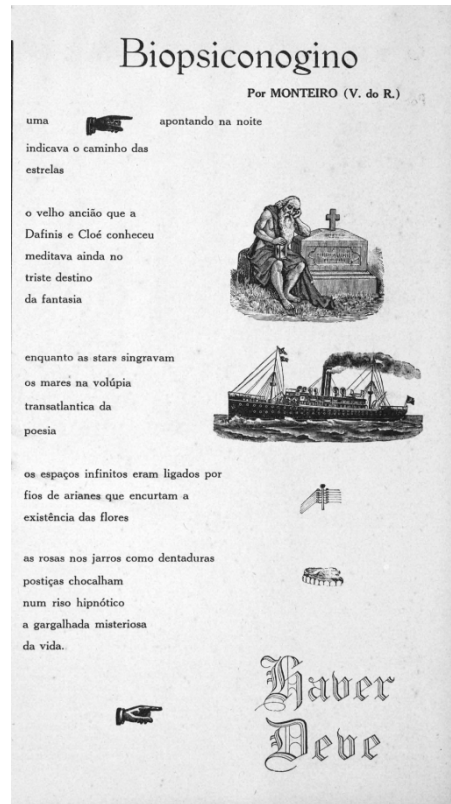 Biopsiconogino
Por MONTEIRO (V. do R.)
uma apontando na noite
indicava o caminho das
estrelas
o velho ancião que a
Dafinis e Cloé conheceu
meditava ainda no
triste destino
da fantasia
enquanto as stars singravam
os mares na volúpia
transatlantica da
poesia
os espaços infinitos eram ligados por
fios de arianes que encurtam a
existência das flores
as rosas nos jarros como dentaduras
postiças chocalham
num riso hipnótico
a gargalhada misteriosa
da vida.
Haver
Deve